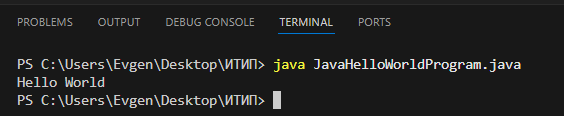 PROBLEMS OUTPUT DEBUG CONSOLE TERMINAL PORTS
PS C:\Users\Evgen\Desktop\ИТИП> java JavaHelloWorldProgram.java
Hello World
PS C:\Users\Evgen\Desktop\ИТИП>